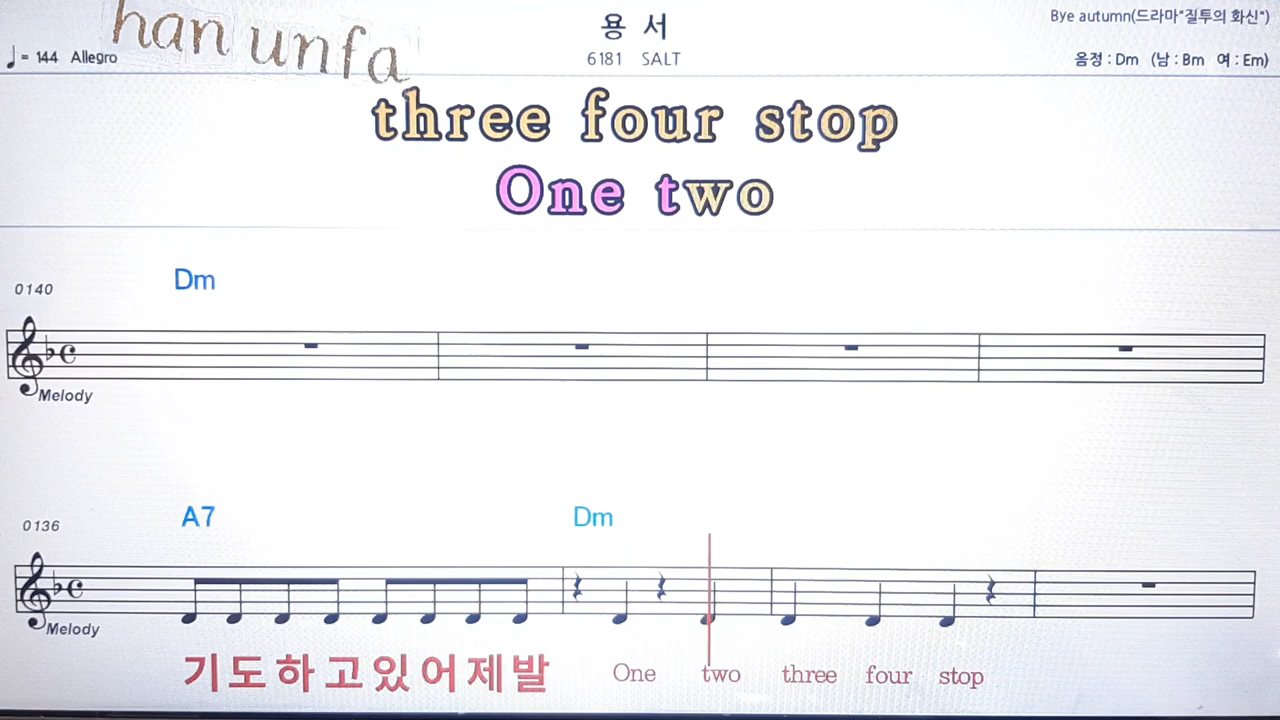 han unfa
용 서
Bye autumn(드라마"질투의 화신")
♩= 144 Allegro
6181 SALT
음정 : Dm (남 : Bm 여 : Em)
three four stop
One two
Dm
0140
Melody
A7 Dm
0136
Melody
기도하고있어제발 One two three four stop